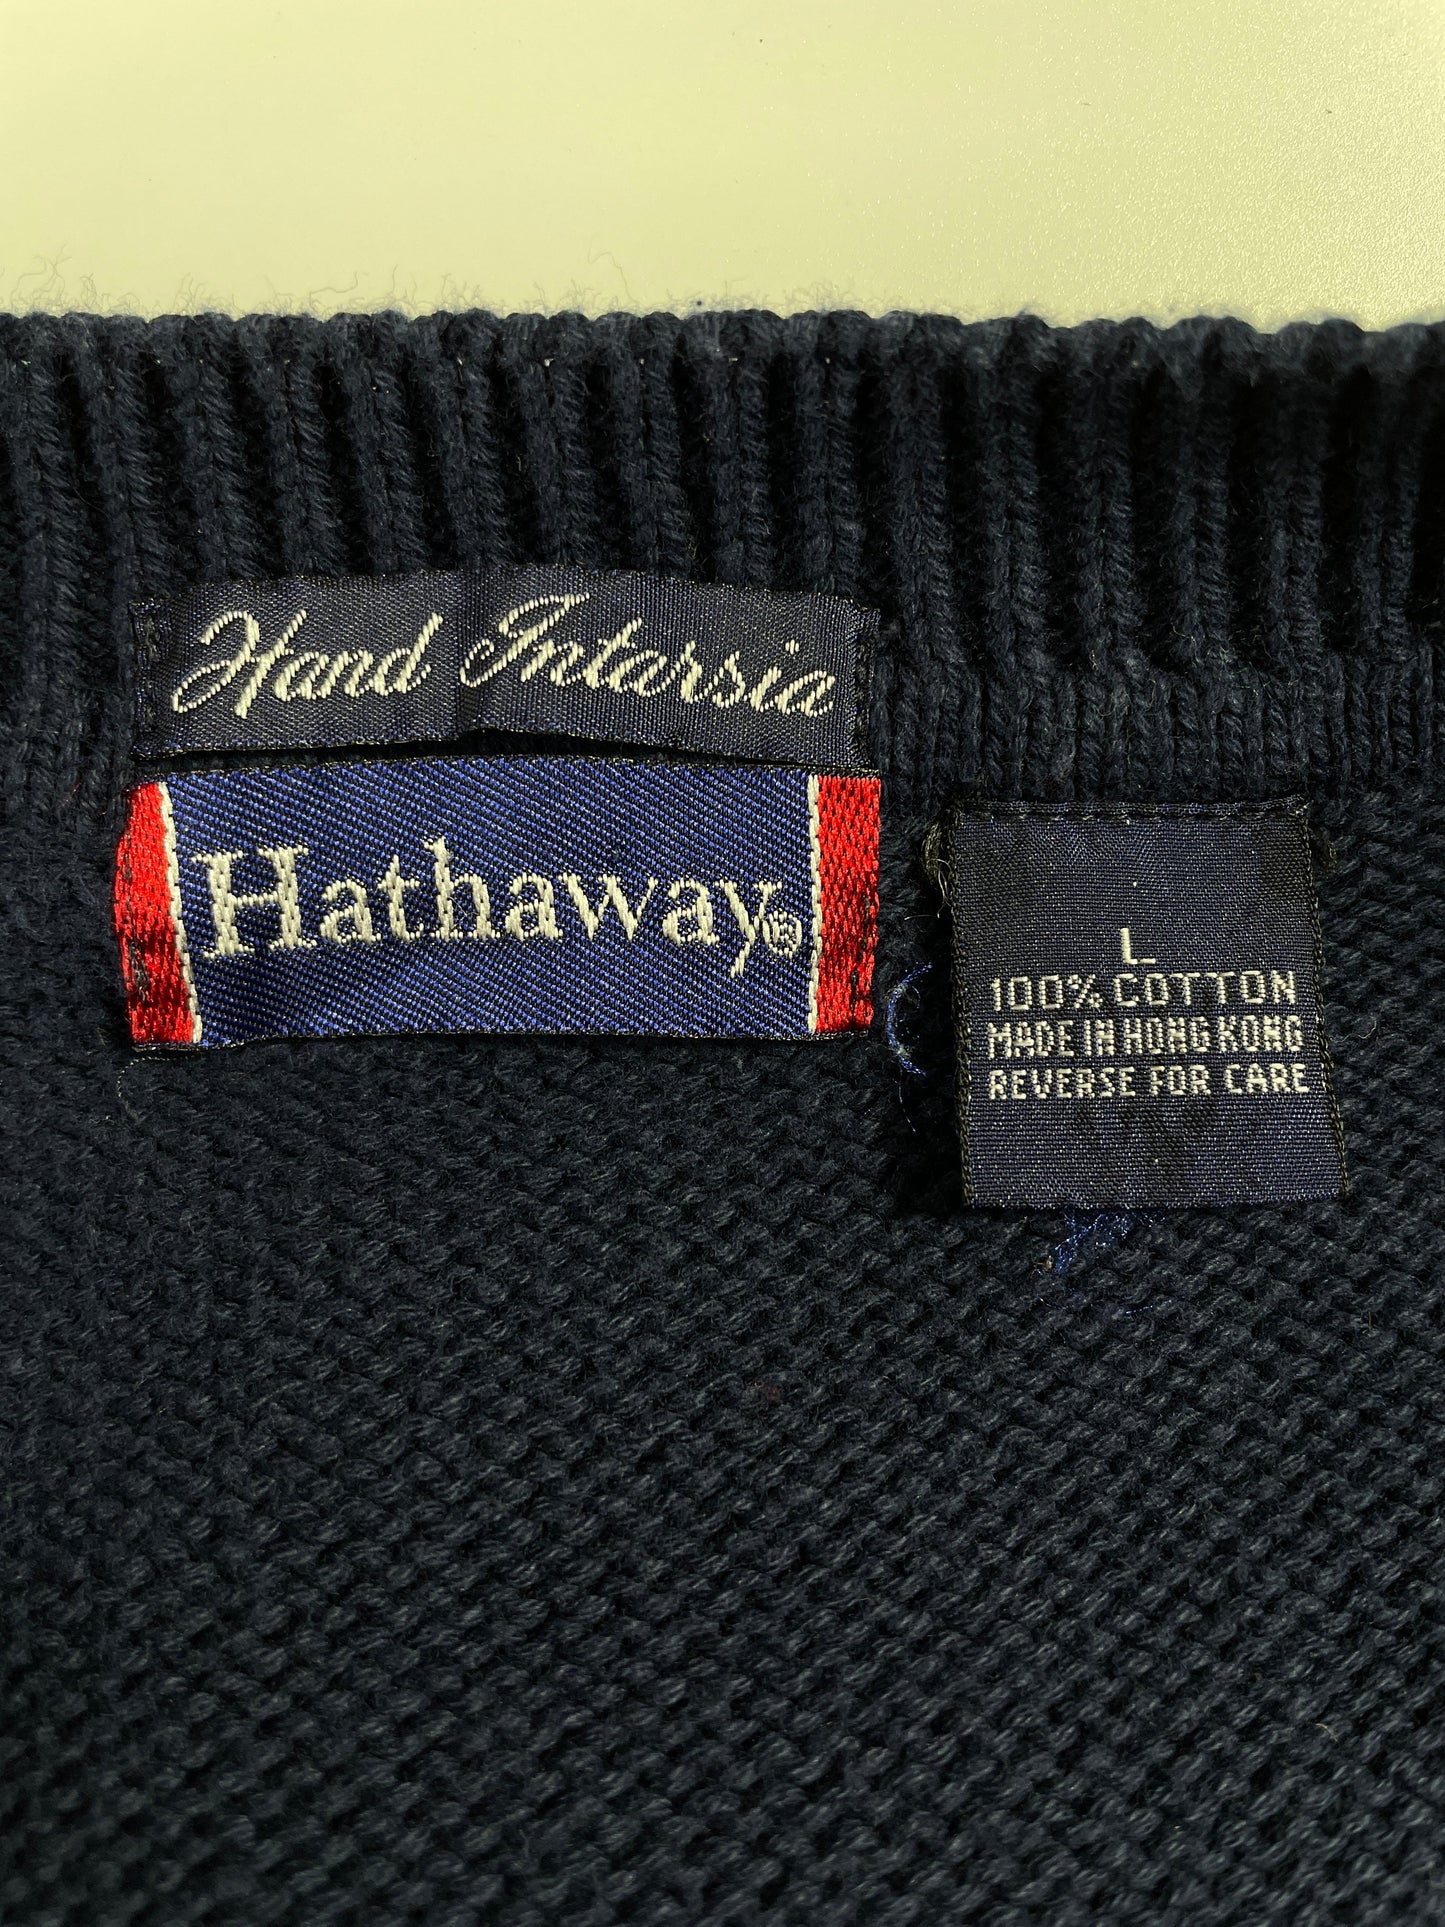 Hand Intarsia
Hathaway®
L
100% COTTON
MADE IN HONG KONG
REVERSE FOR CARE